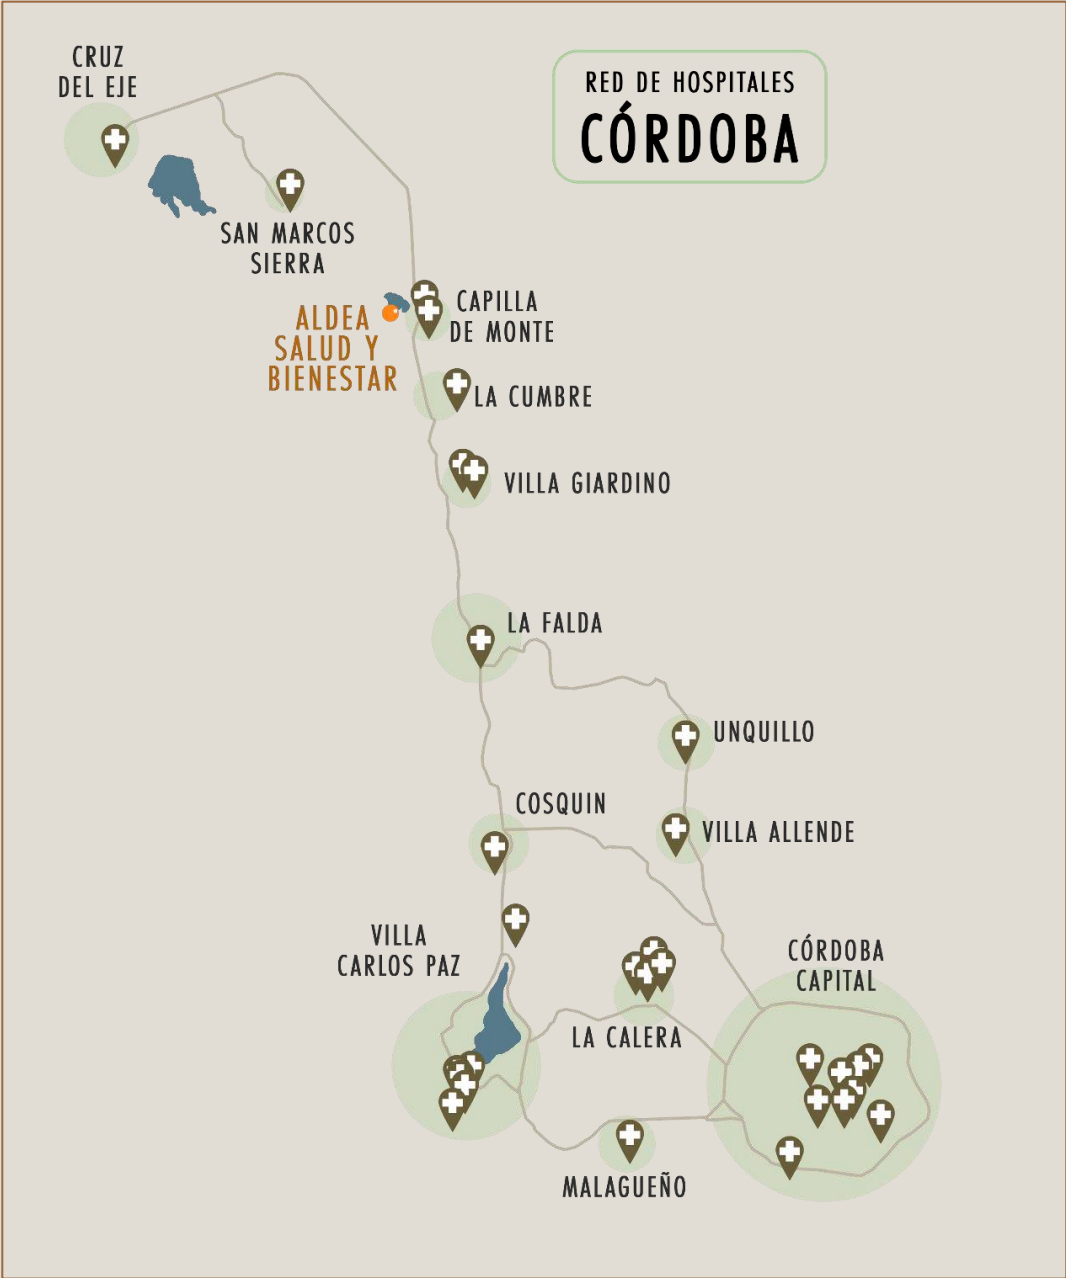 CRUZ
DEL EJE
RED DE HOSPITALES
CÓRDOBA
SAN MARCOS
SIERRA
CAPILLA
DE MONTE
ALDEA
SALUD Y
BIENESTAR
LA CUMBRE
VILLA GIARDINO
LA FALDA
UNQUILLO
COSQUIN
VILLA ALLENDE
VILLA
CARLOS PAZ
CÓRDOBA
CAPITAL
LA CALERA
MALAGUEÑO